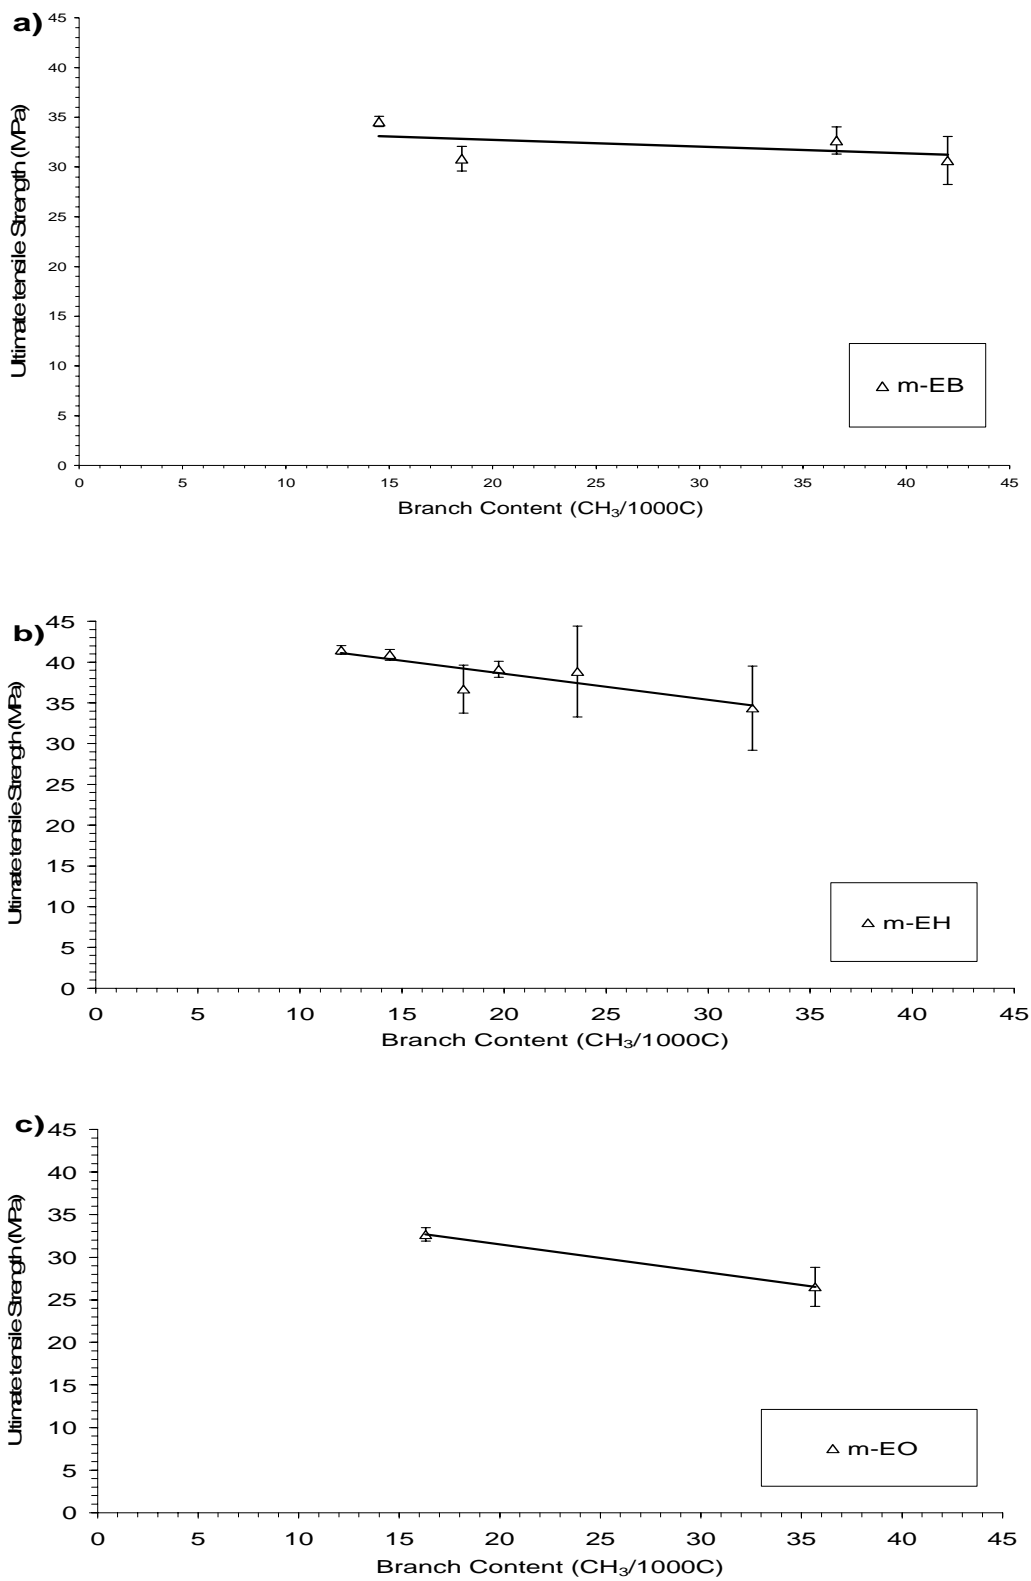 a)
Ultimate tensile Strength (MPa)
45
40
35
30
25
20
15
10
5
0
0 5 10 15 20 25 30 35 40 45
Branch Content (CH₃/1000C)
m-EB
b)
Ultimate tensile Strength (MPa)
45
40
35
30
25
20
15
10
5
0
0 5 10 15 20 25 30 35 40 45
Branch Content (CH₃/1000C)
m-EH
c)
Ultimate tensile Strength (MPa)
45
40
35
30
25
20
15
10
5
0
0 5 10 15 20 25 30 35 40 45
Branch Content (CH₃/1000C)
m-EO